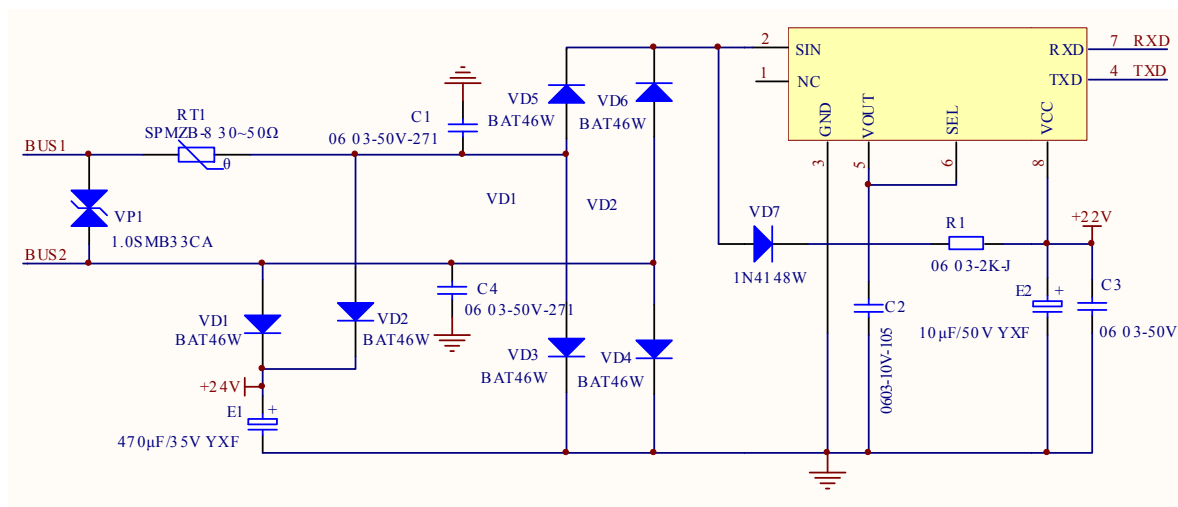 2 SIN
RXD 7 RXD
1 NC
TXD 4 TXD
GND
VOUT
SEL
VCC
3
5
6
8
RT1
SPMZB-8 30~50Ω
θ
C1
06 03-50V-271
VD5
BAT46W
VD6
BAT46W
BUS1
VP1
1.0SMB33CA
VD1
VD2
VD7
1N4148W
R1
06 03-2K-J
+22V
BUS2
C4
06 03-50V-271
E2
+
10μF/50V YXF
C3
06 03-50V
C2
0603-10V-105
VD1
BAT46W
VD2
BAT46W
VD3
BAT46W
VD4
BAT46W
+24V
E1
+
470μF/35V YXF